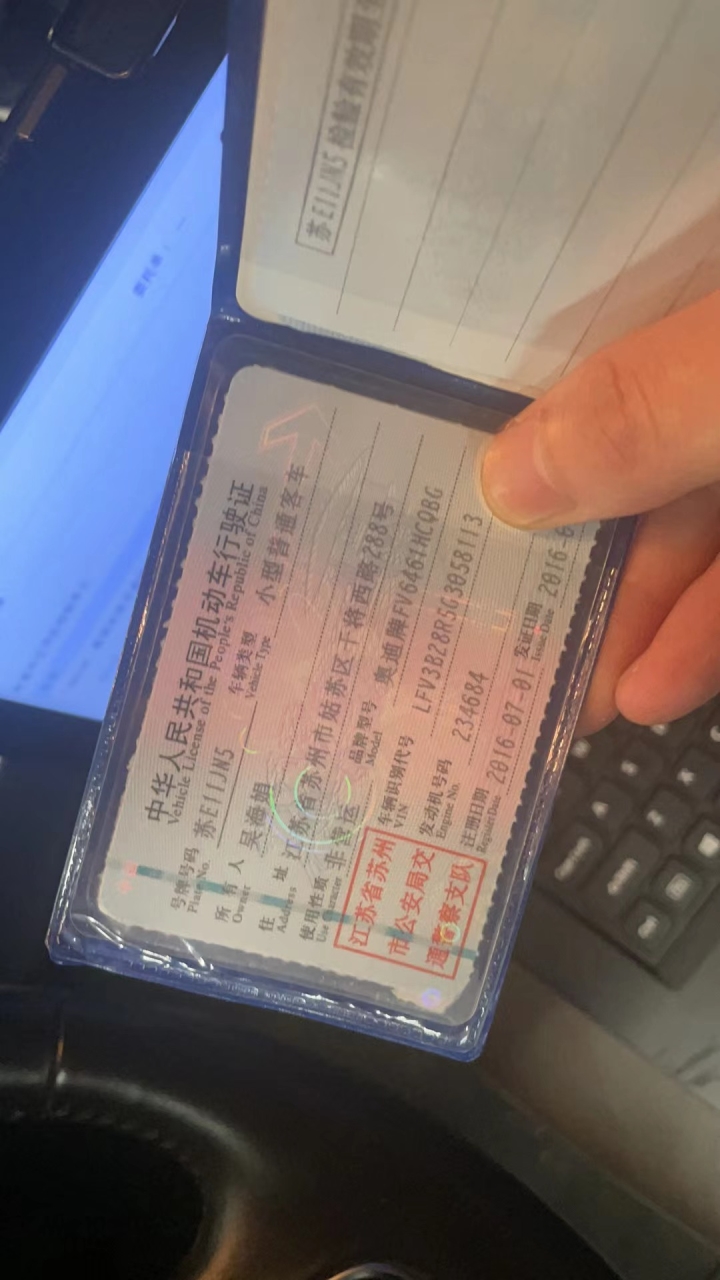 苏E11JN5 检验有效期
中华人民共和国机动车行驶证
Vehicle License of the People's Republic of China
号牌号码 苏E11JN5 车辆类型 小型普通客车
Plate No. Vehicle Type
所有人 吴海娟
Owner
住址 江苏省苏州市姑苏区干将西路288号
Address
使用性质 非营运 品牌型号 奥迪牌FV6461HCQBG
Use Character Model
江苏省苏州
市公安局交
通警察支队
车辆识别代号 LFV3B28R5G3058113
VIN
发动机号码 234684
Engine No.
注册日期 2016-07-01 发证日期 2016
Register Date Issue Date